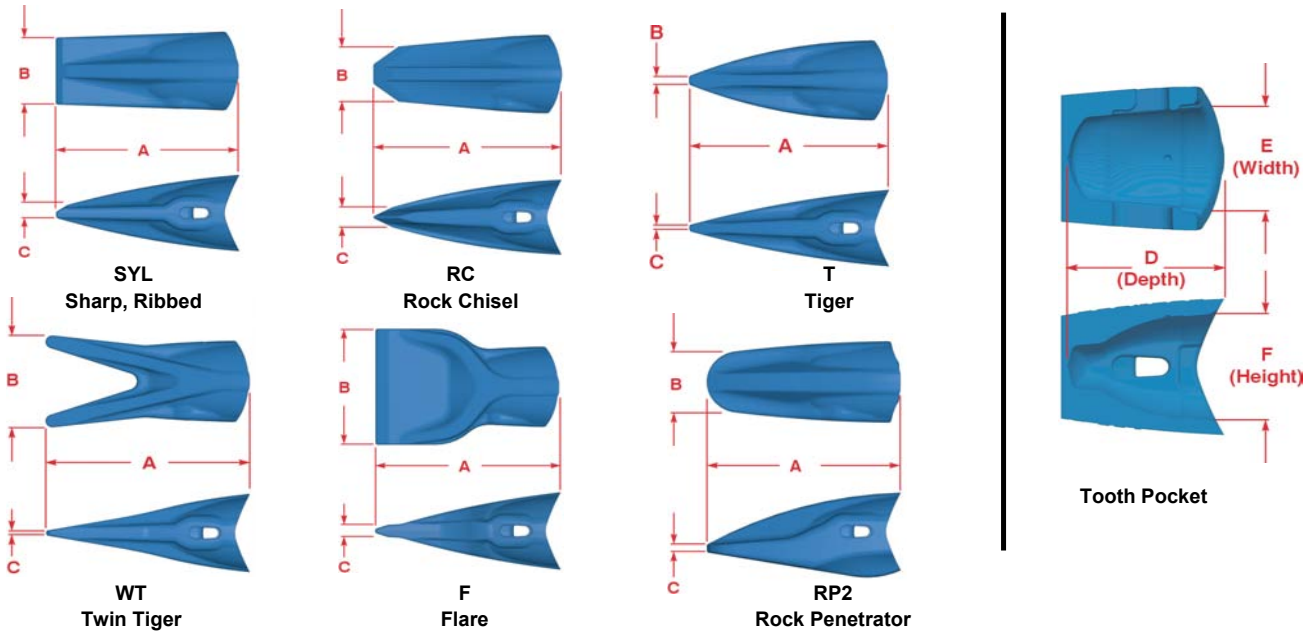 B
A
C
SYL
Sharp, Ribbed
B
A
C
RC
Rock Chisel
B
A
C
T
Tiger
B
A
C
WT
Twin Tiger
B
A
C
F
Flare
B
A
C
RP2
Rock Penetrator
E
(Width)
D
(Depth)
F
(Height)
Tooth Pocket